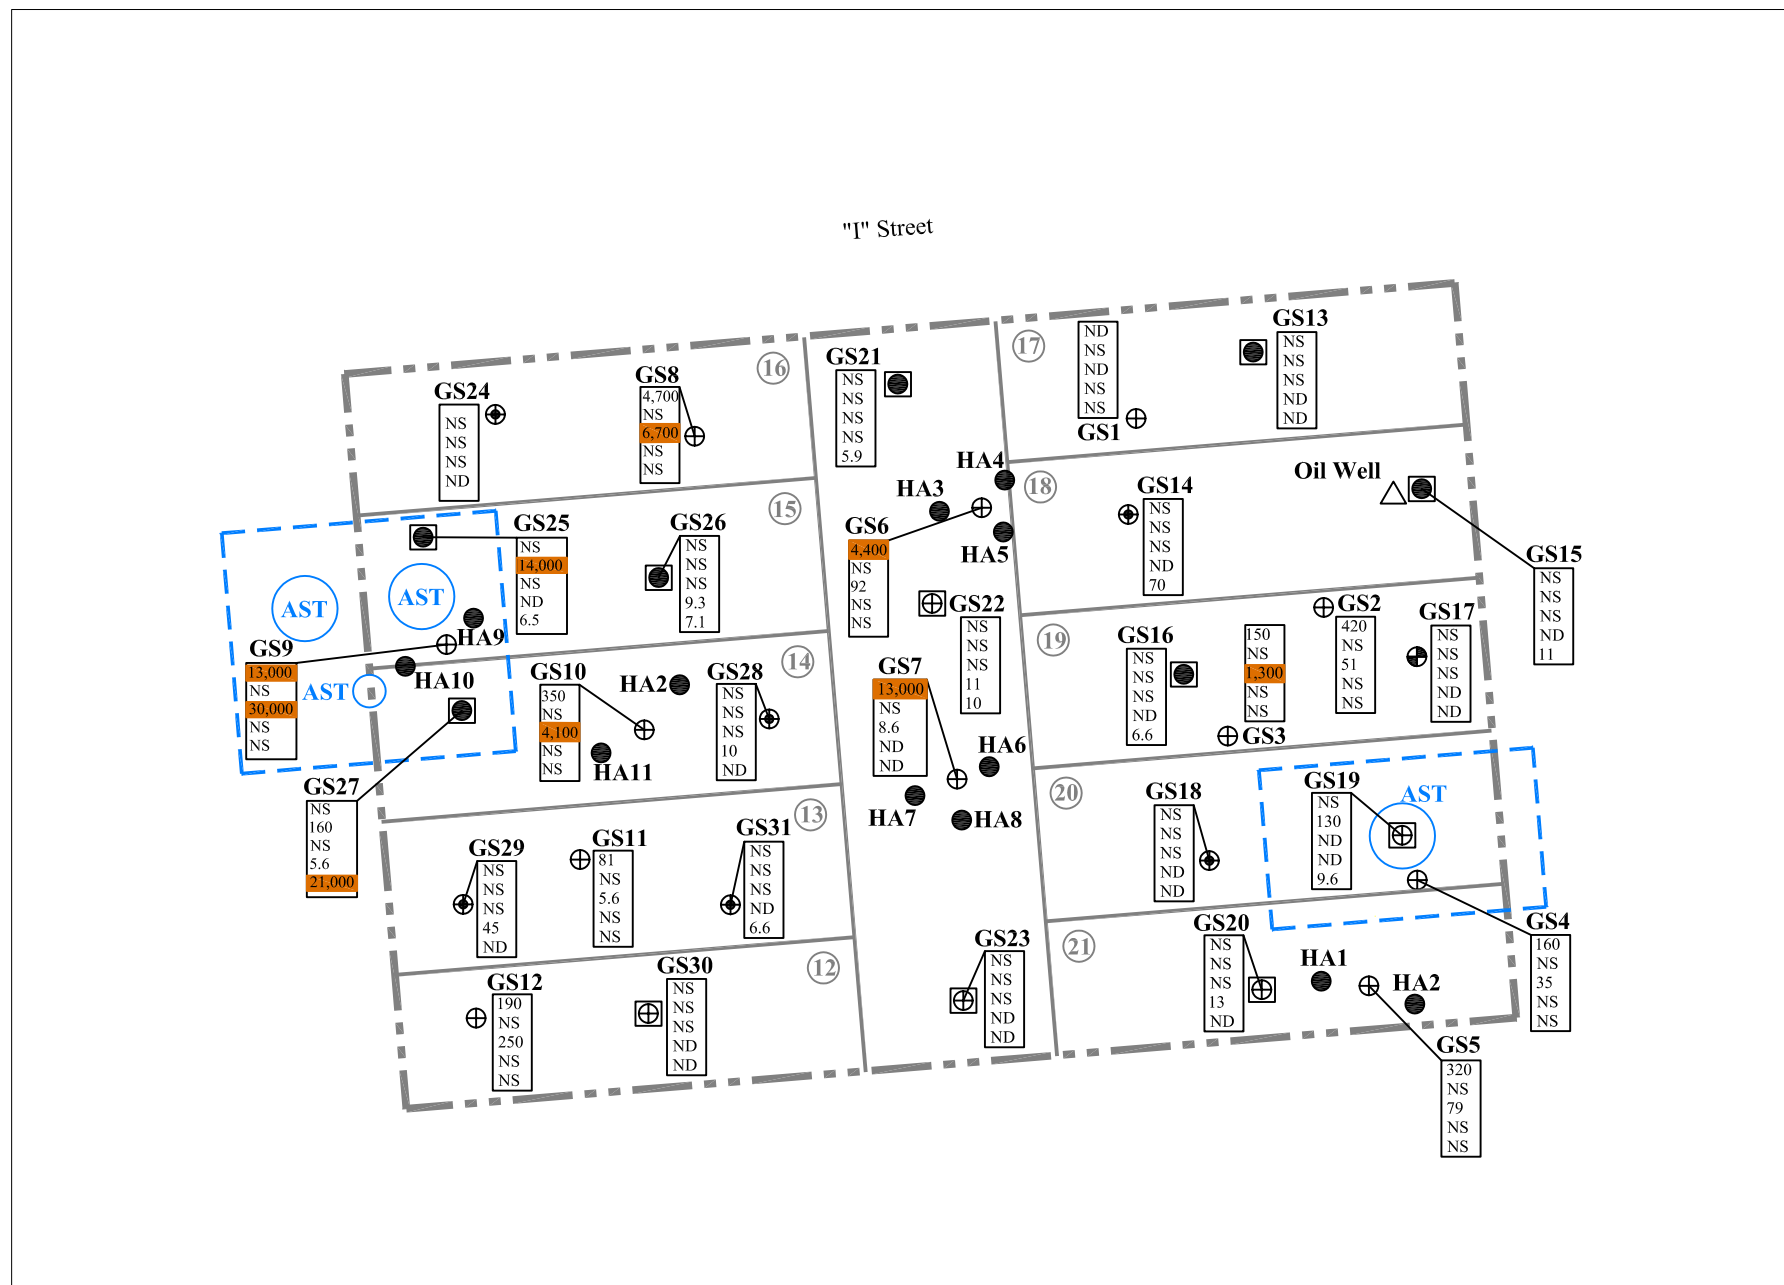 "I" Street
16
17
GS21
NS
NS
NS
NS
5.9
ND
NS
ND
NS
NS
GS1
GS13
NS
NS
NS
ND
ND
GS24
NS
NS
NS
ND
GS8
4,700
NS
6,700
NS
NS
15
18
HA4
HA3
HA5
GS6
4,400
NS
92
NS
NS
GS14
NS
NS
NS
ND
70
Oil Well
GS15
NS
NS
NS
ND
11
GS25
NS
14,000
NS
ND
6.5
GS26
NS
NS
NS
9.3
7.1
AST
AST
HA9
GS9
13,000
NS
30,000
NS
NS
AST
HA10
GS10
350
NS
4,100
NS
NS
HA2
HA11
14
GS28
NS
NS
NS
10
ND
GS22
NS
NS
NS
11
10
GS7
13,000
NS
8.6
ND
ND
HA6
HA7
HA8
19
GS16
NS
NS
NS
ND
6.6
150
NS
1,300
NS
NS
GS3
GS2
420
NS
51
NS
NS
GS17
NS
NS
NS
ND
ND
GS27
NS
160
NS
5.6
21,000
13
GS29
NS
NS
NS
45
ND
GS11
81
NS
5.6
NS
NS
GS31
NS
NS
NS
ND
6.6
20
GS18
NS
NS
NS
ND
ND
GS19
NS
130
ND
ND
9.6
AST
GS4
160
NS
35
NS
NS
12
GS12
190
NS
250
NS
NS
GS30
NS
NS
NS
ND
ND
GS23
NS
NS
NS
ND
ND
21
GS20
NS
NS
NS
13
ND
HA1
HA2
GS5
320
NS
79
NS
NS